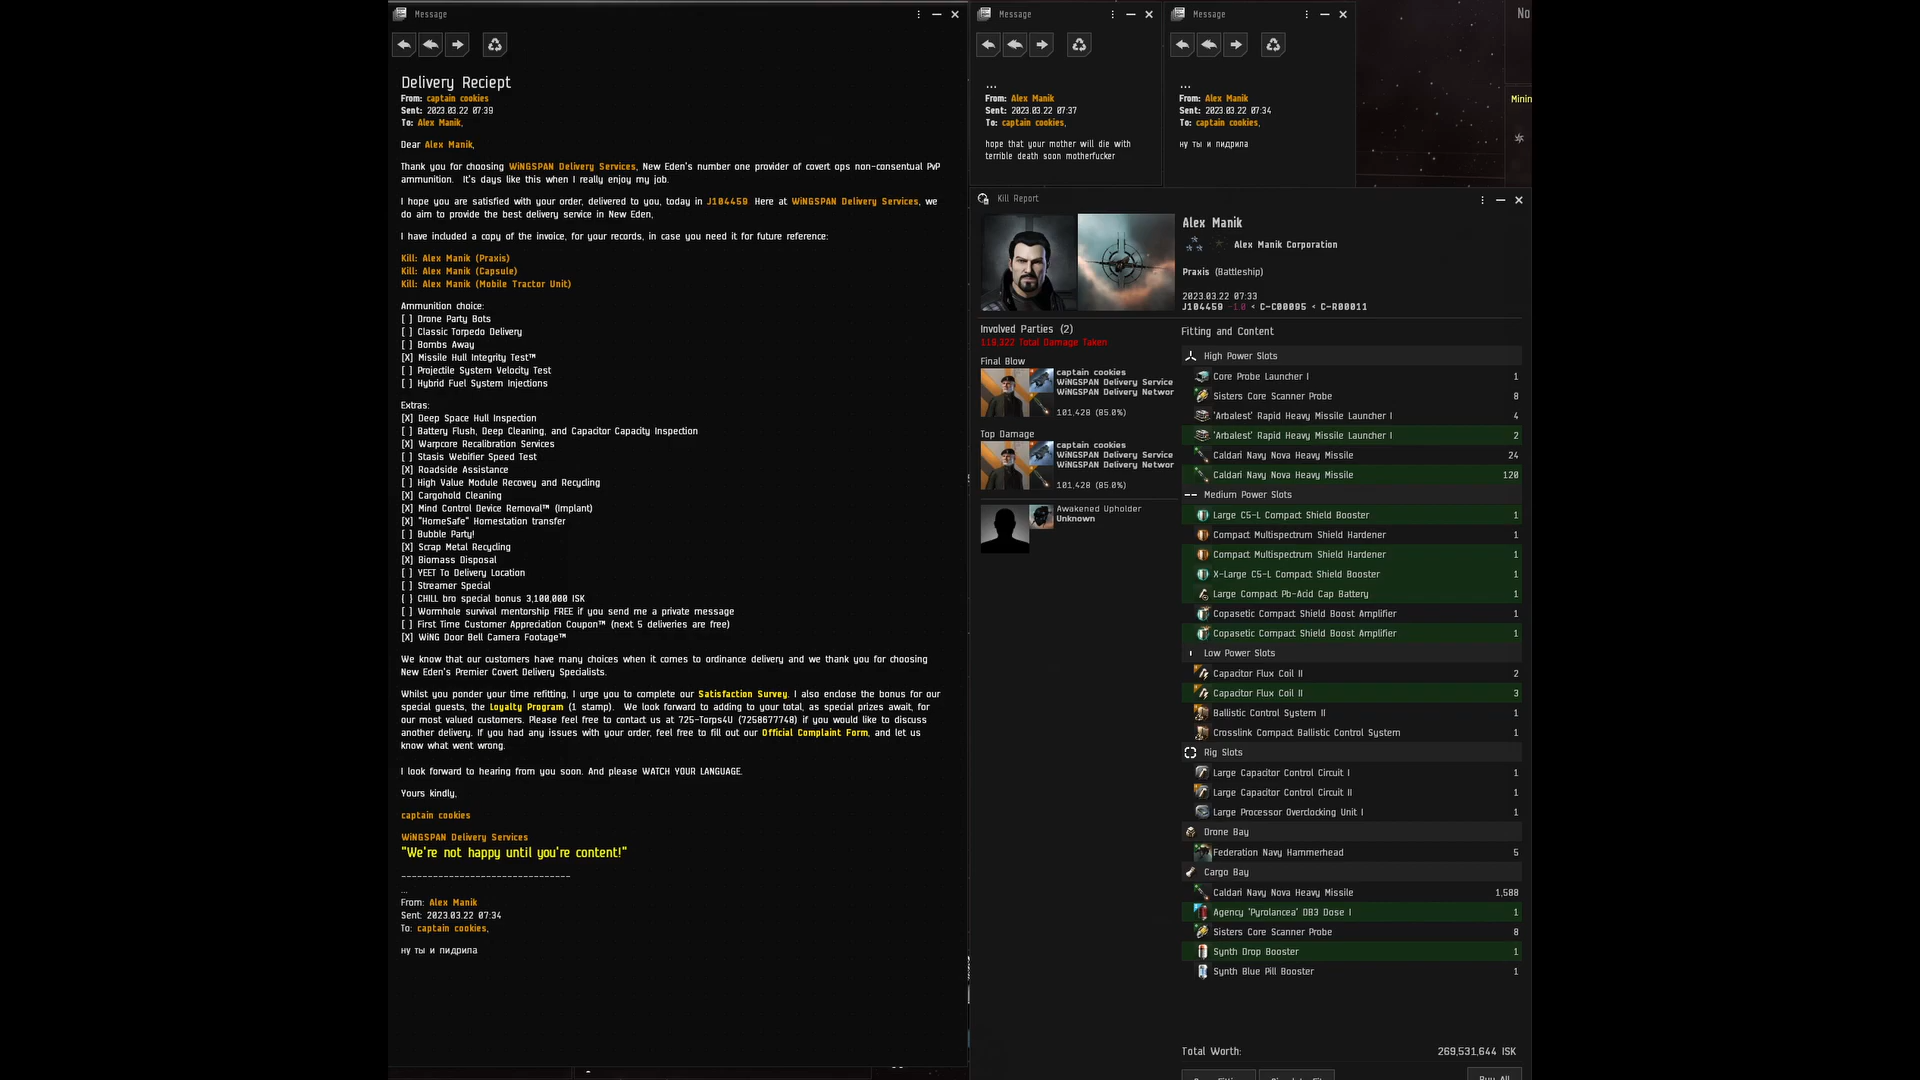 Message
Delivery Reciept
From: captain cookies
Sent: 2023.03.22 07:39
To: Alex Manik,
Dear Alex Manik,
Thank you for choosing WiNGSPAN Delivery Services, New Eden's number one provider of covert ops non-consentual PvP
ammunition. It's days like this when I really enjoy my job.
I hope you are satisfied with your order, delivered to you, today in J104459 Here at WiNGSPAN Delivery Services, we
do aim to provide the best delivery service in New Eden,
I have included a copy of the invoice, for your records, in case you need it for future reference:
Kill: Alex Manik (Praxis)
Kill: Alex Manik (Capsule)
Kill: Alex Manik (Mobile Tractor Unit)
Ammunition choice:
[ ] Drone Party Bots
[ ] Classic Torpedo Delivery
[ ] Bombs Away
[X] Missile Hull Integrity Test™
[ ] Projectile System Velocity Test
[ ] Hybrid Fuel System Injections
Extras:
[X] Deep Space Hull Inspection
[ ] Battery Flush, Deep Cleaning, and Capacitor Capacity Inspection
[X] Warpcore Recalibration Services
[ ] Stasis Webifier Speed Test
[X] Roadside Assistance
[ ] High Value Module Recovey and Recycling
[X] Cargohold Cleaning
[X] Mind Control Device Removal™ (Implant)
[X] "HomeSafe" Homestation transfer
[ ] Bubble Party!
[X] Scrap Metal Recycling
[X] Biomass Disposal
[ ] YEET To Delivery Location
[ ] Streamer Special
[ ] CHILL bro special bonus 3,100,000 ISK
[ ] Wormhole survival mentorship FREE if you send me a private message
[ ] First Time Customer Appreciation Coupon™ (next 5 deliveries are free)
[X] WiNG Door Bell Camera Footage™
We know that our customers have many choices when it comes to ordinance delivery and we thank you for choosing
New Eden's Premier Covert Delivery Specialists.
Whilst you ponder your time refitting, I urge you to complete our Satisfaction Survey. I also enclose the bonus for our
special guests, the Loyalty Program (1 stamp). We look forward to adding to your total, as special prizes await, for
our most valued customers. Please feel free to contact us at 725-Torps4U (7258677748) if you would like to discuss
another delivery. If you had any issues with your order, feel free to fill out our Official Complaint Form, and let us
know what went wrong.
I look forward to hearing from you soon. And please WATCH YOUR LANGUAGE.
Yours kindly,
captain cookies
WiNGSPAN Delivery Services
"We're not happy until you're content!"
--------------------------------
...
From: Alex Manik
Sent: 2023.03.22 07:34
To: captain cookies,
ну ты и пидрила
Message
...
From: Alex Manik
Sent: 2023.03.22 07:37
To: captain cookies,
hope that your mother will die with
terrible death soon motherfucker
Message
...
From: Alex Manik
Sent: 2023.03.22 07:34
To: captain cookies,
ну ты и пидрила
No
Minin
Kill Report
Alex Manik
Alex Manik Corporation
Praxis (Battleship)
2023.03.22 07:33
J104459 -1.0 < C-C00095 < C-R00011
Involved Parties (2)
119,322 Total Damage Taken
Final Blow
captain cookies
WiNGSPAN Delivery Service
WiNGSPAN Delivery Networ
101,428 (85.0%)
Top Damage
captain cookies
WiNGSPAN Delivery Service
WiNGSPAN Delivery Networ
101,428 (85.0%)
Awakened Upholder
Unknown
Fitting and Content
High Power Slots
Core Probe Launcher I 1
Sisters Core Scanner Probe 8
'Arbalest' Rapid Heavy Missile Launcher I 4
'Arbalest' Rapid Heavy Missile Launcher I 2
Caldari Navy Nova Heavy Missile 24
Caldari Navy Nova Heavy Missile 120
Medium Power Slots
Large C5-L Compact Shield Booster 1
Compact Multispectrum Shield Hardener 1
Compact Multispectrum Shield Hardener 1
X-Large C5-L Compact Shield Booster 1
Large Compact Pb-Acid Cap Battery 1
Copasetic Compact Shield Boost Amplifier 1
Copasetic Compact Shield Boost Amplifier 1
Low Power Slots
Capacitor Flux Coil II 2
Capacitor Flux Coil II 3
Ballistic Control System II 1
Crosslink Compact Ballistic Control System 1
Rig Slots
Large Capacitor Control Circuit I 1
Large Capacitor Control Circuit II 1
Large Processor Overclocking Unit I 1
Drone Bay
Federation Navy Hammerhead 5
Cargo Bay
Caldari Navy Nova Heavy Missile 1,588
Agency 'Pyrolancea' DB3 Dose I 1
Sisters Core Scanner Probe 8
Synth Drop Booster 1
Synth Blue Pill Booster 1
Total Worth: 269,531,644 ISK
Buy All